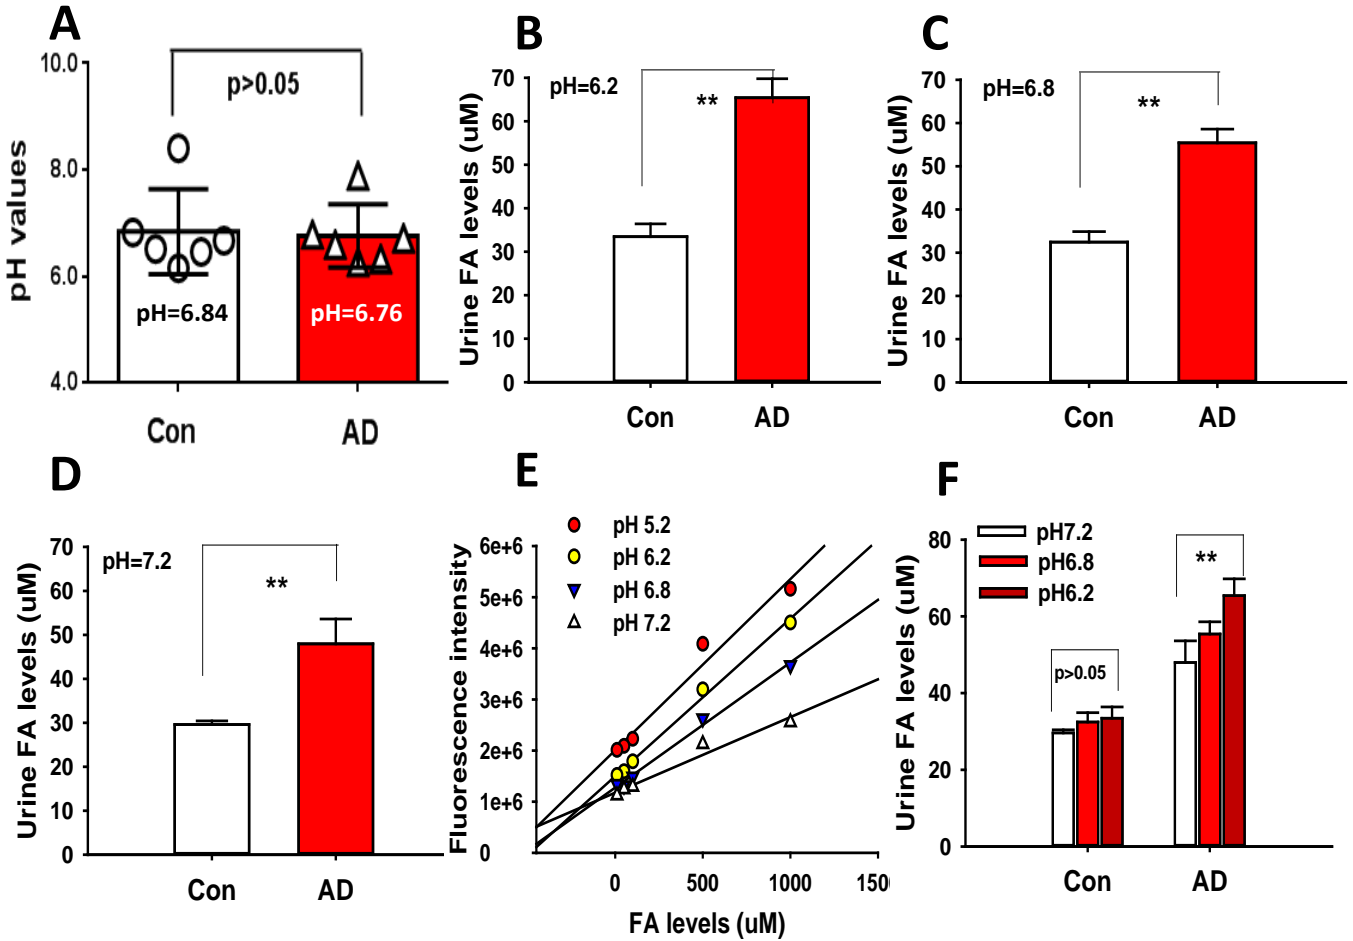 A
10.0
8.0
6.0
4.0
pH values
p>0.05
pH=6.84
pH=6.76
Con
AD
B
pH=6.2
**
70
60
50
40
30
20
10
0
Urine FA levels (uM)
Con
AD
C
pH=6.8
**
70
60
50
40
30
20
10
0
Urine FA levels (uM)
Con
AD
D
pH=7.2
**
70
60
50
40
30
20
10
0
Urine FA levels (uM)
Con
AD
E
pH 5.2
pH 6.2
pH 6.8
pH 7.2
6e+6
5e+6
4e+6
3e+6
2e+6
1e+6
0
Fluorescence intensity
0
500
1000
150
FA levels (uM)
F
pH7.2
pH6.8
pH6.2
80
60
40
20
0
Urine FA levels (uM)
p>0.05
**
Con
AD